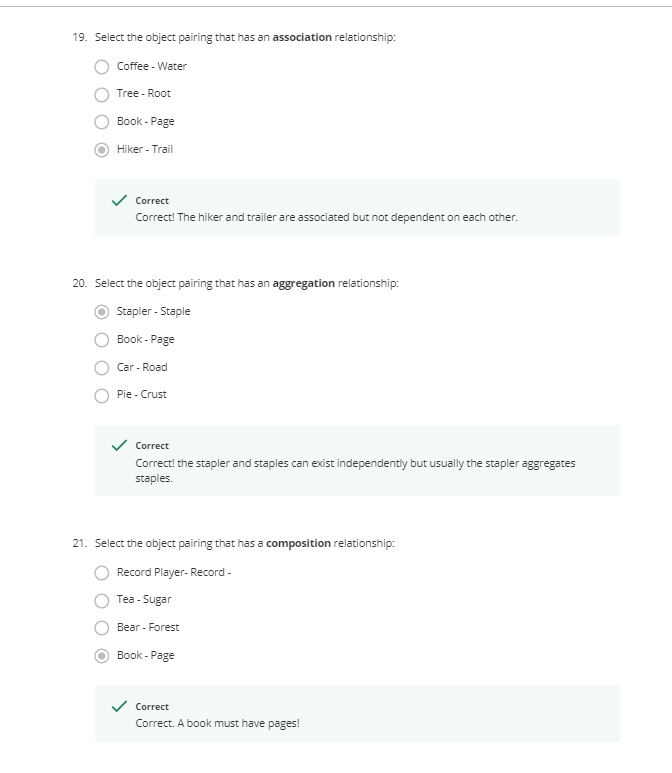 19. Select the object pairing that has an association relationship:
Coffee - Water
Tree - Root
Book - Page
Hiker - Trail
Correct
Correct! The hiker and trailer are associated but not dependent on each other.
20. Select the object pairing that has an aggregation relationship:
Stapler - Staple
Book - Page
Car - Road
Pie - Crust
Correct
Correct! the stapler and staples can exist independently but usually the stapler aggregates
staples.
21. Select the object pairing that has a composition relationship:
Record Player- Record -
Tea - Sugar
Bear - Forest
Book - Page
Correct
Correct. A book must have pages!